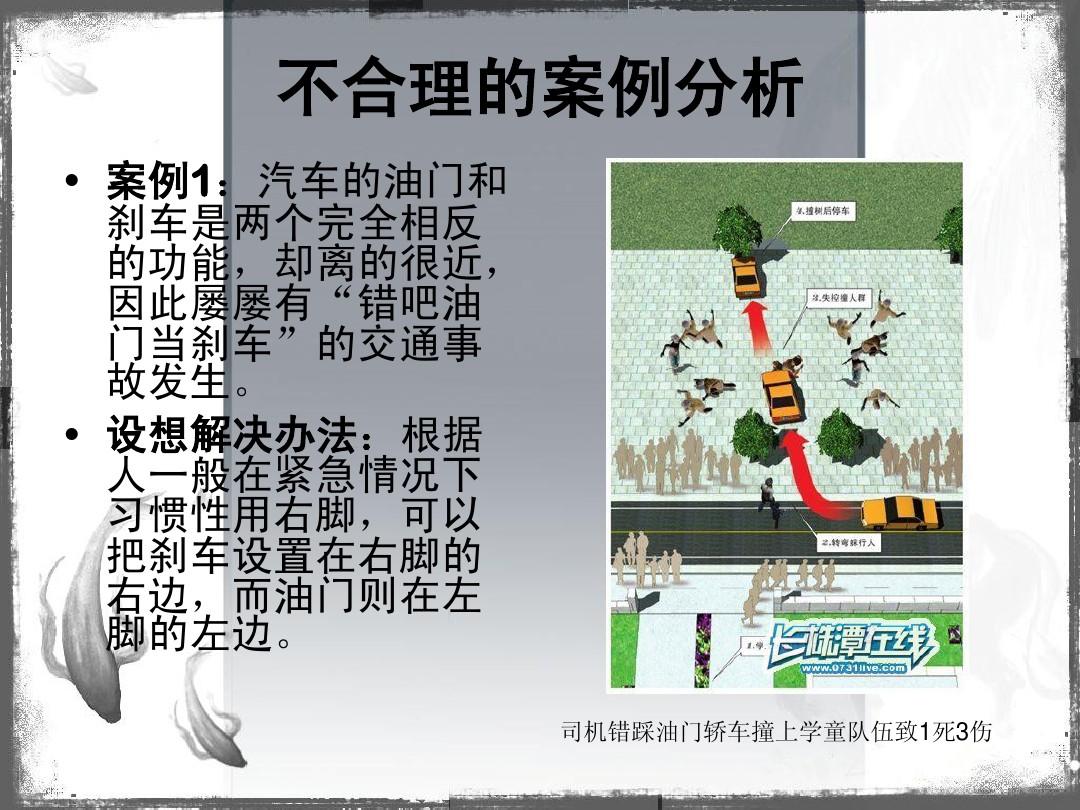 不合理的案例分析
• 案例1：汽车的油门和
刹车是两个完全相反
的功能，却离的很近，
因此屡屡有“错吧油
门当刹车”的交通事
故发生。
• 设想解决办法：根据
人一般在紧急情况下
习惯性用右脚，可以
把刹车设置在右脚的
右边，而油门则在左
脚的左边。
4.撞树后停车
3.失控撞人群
2.转弯踩行人
长株潭在线
www.0731live.com
司机错踩油门轿车撞上学童队伍致1死3伤